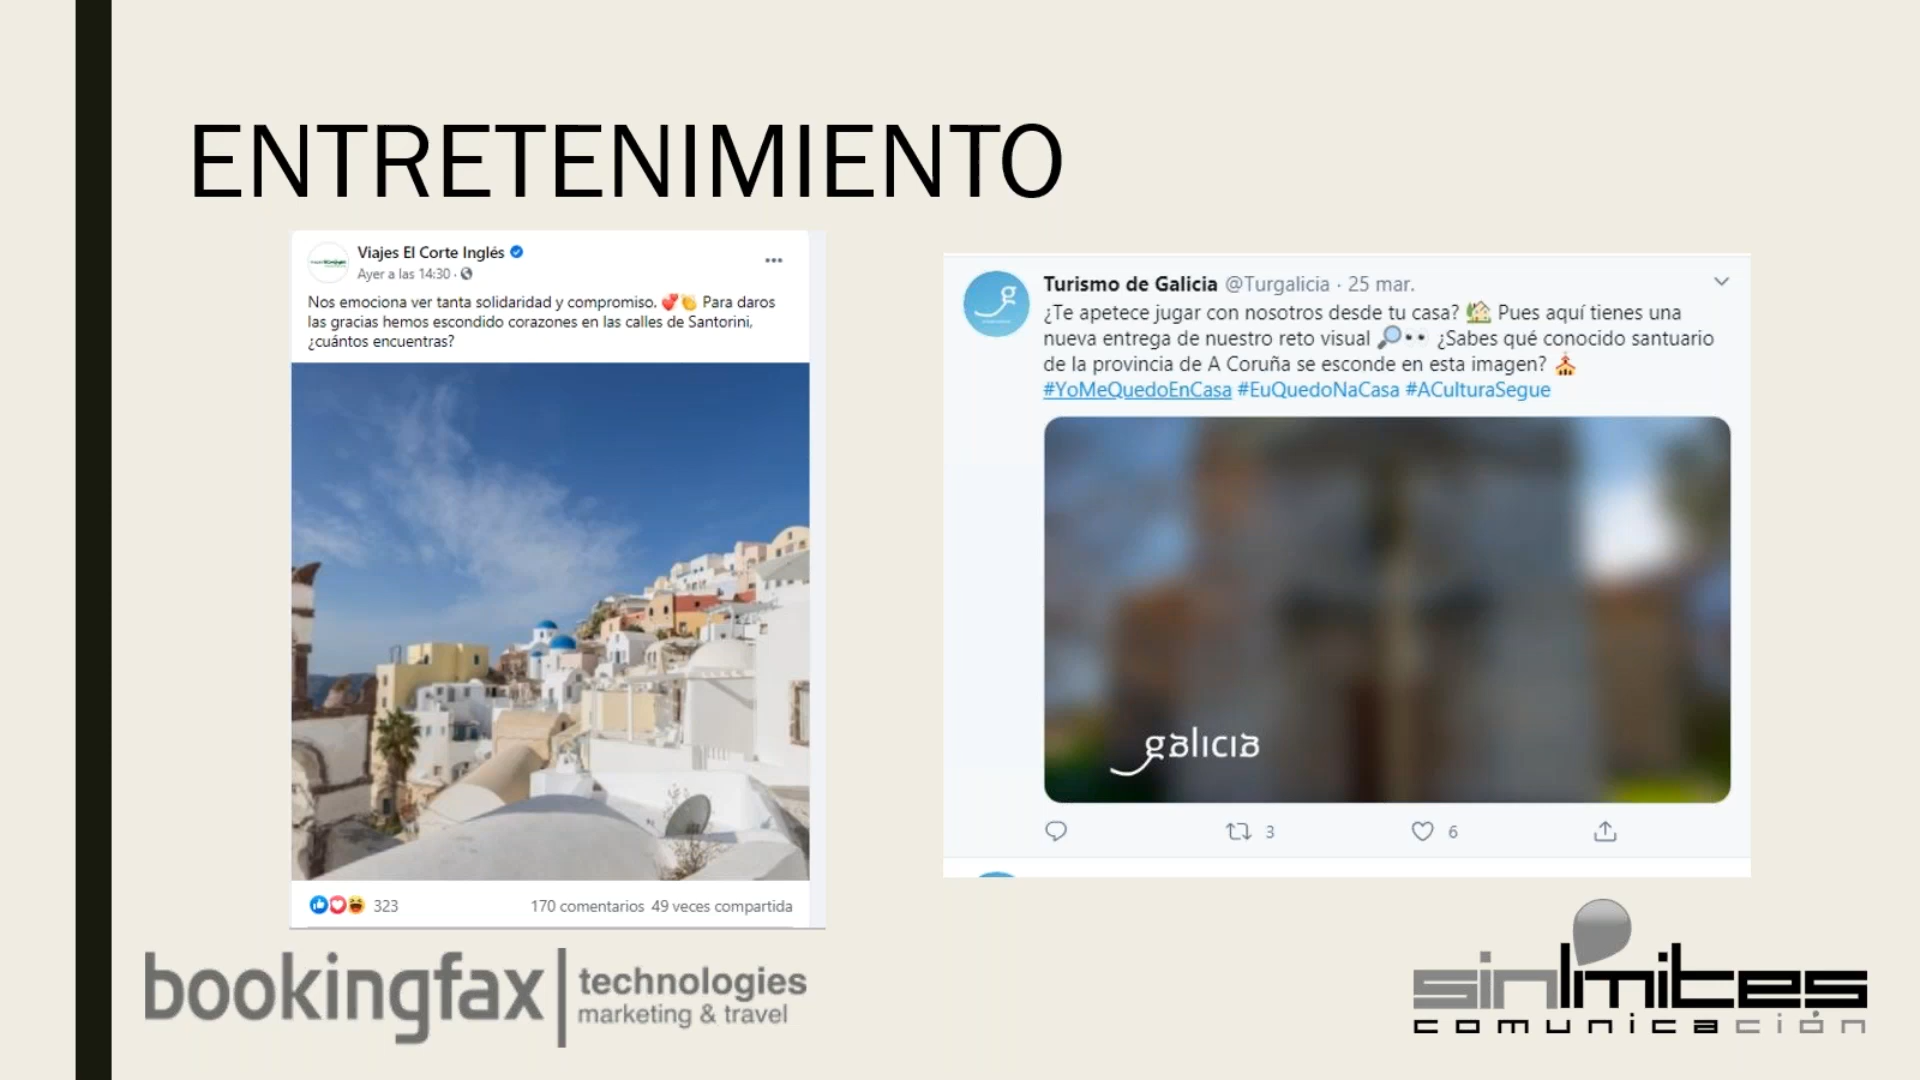 ENTRETENIMIENTO
Viajes El Corte Inglés
Ayer a las 14:30 ·
Nos emociona ver tanta solidaridad y compromiso. 💕👏 Para daros
las gracias hemos escondido corazones en las calles de Santorini,
¿cuántos encuentras?
323
170 comentarios 49 veces compartida
Turismo de Galicia @Turgalicia · 25 mar.
¿Te apetece jugar con nosotros desde tu casa? 🏡 Pues aquí tienes una
nueva entrega de nuestro reto visual 🔎👀 ¿Sabes qué conocido santuario
de la provincia de A Coruña se esconde en esta imagen? ⛪
#YoMeQuedoEnCasa #EuQuedoNaCasa #ACulturaSegue
galicia
3
6
bookingfax
technologies
marketing & travel
sinlimites
comunicación